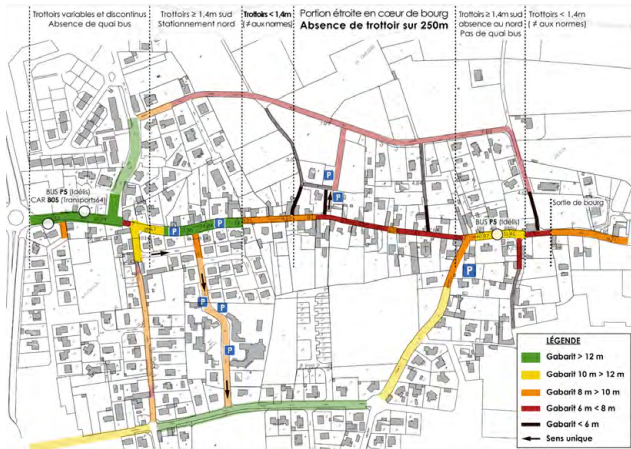 Trottoirs variables et discontinus
Absence de quai bus
Trottoirs ≥ 1,4m sud
Stationnement nord
Trottoirs < 1,4m
(≠ aux normes)
Portion étroite en cœur de bourg
Absence de trottoir sur 250m
Trottoirs ≥ 1,4m sud
absence au nord
Pas de quai bus
Trottoirs < 1,4m
(≠ aux normes)
BUS P5 (Idelis)
CAR 805 (Transports64)
P
P
P
P
P
P
P
BUS P5 (Idelis)
P
Sortie de bourg
LÉGENDE
Gabarit > 12 m
Gabarit 10 m > 12 m
Gabarit 8 m > 10 m
Gabarit 6 m < 8 m
Gabarit < 6 m
Sens unique